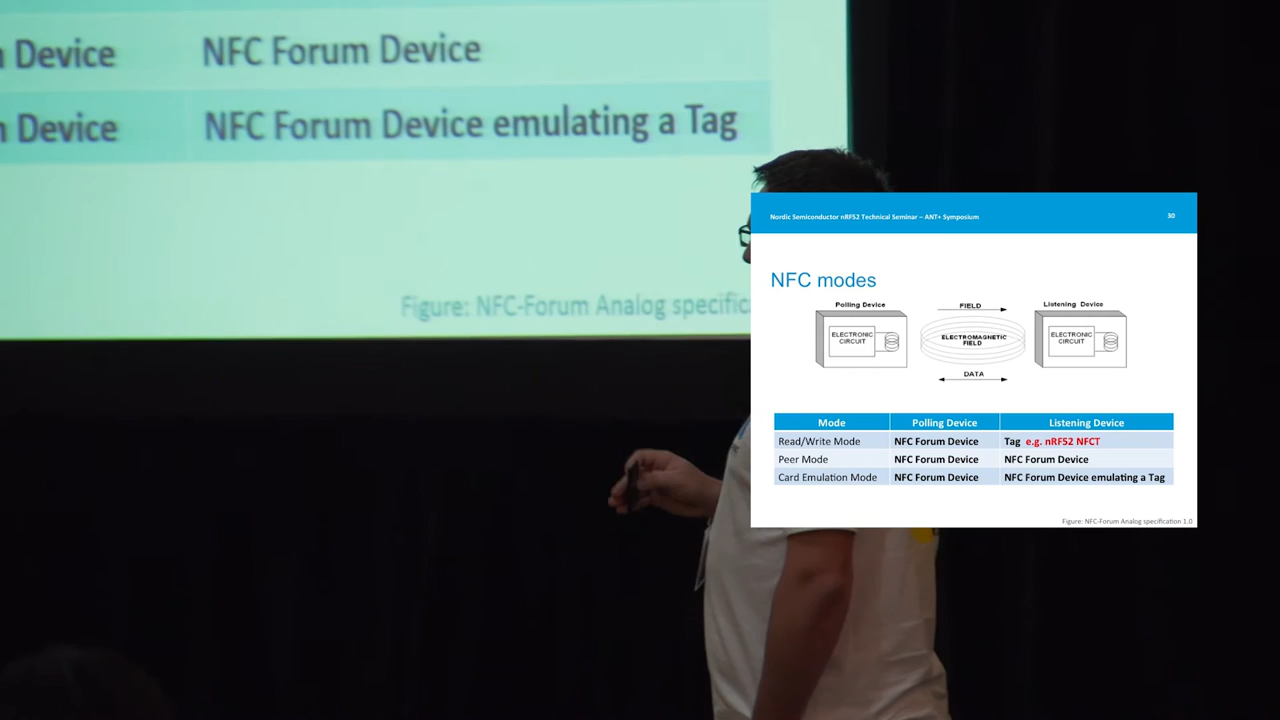 Device NFC Forum Device
Device NFC Forum Device emulating a Tag
Figure: NFC-Forum Analog
Nordic Semiconductor nRF52 Technical Seminar – ANT+ Symposium 30
NFC modes
Polling Device FIELD Listening Device
ELECTRONIC CIRCUIT
ELECTROMAGNETIC FIELD
ELECTRONIC CIRCUIT
DATA
Mode Polling Device Listening Device
Read/Write Mode NFC Forum Device Tag e.g. nRF52 NFCT
Peer Mode NFC Forum Device NFC Forum Device
Card Emulation Mode NFC Forum Device NFC Forum Device emulating a Tag
Figure: NFC-Forum Analog specification 1.0